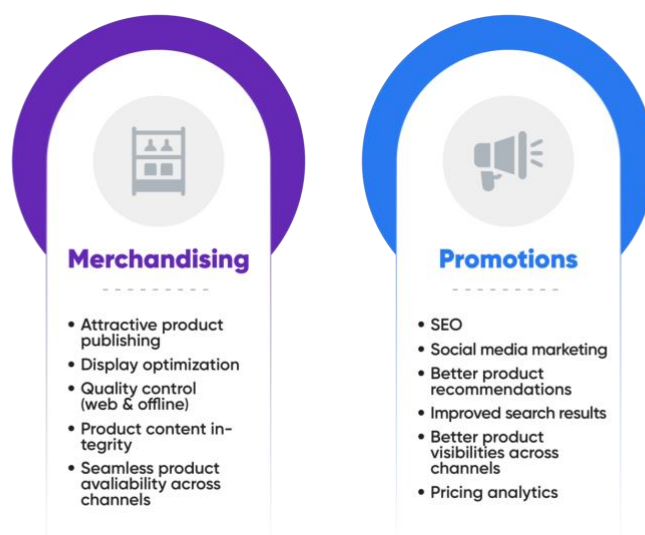 Merchandising
• Attractive product
publishing
• Display optimization
• Quality control
(web & offline)
• Product content in-
tegrity
• Seamless product
avaliability across
channels
Promotions
• SEO
• Social media marketing
• Better product
recommendations
• Improved search results
• Better product
visibilities across
channels
• Pricing analytics